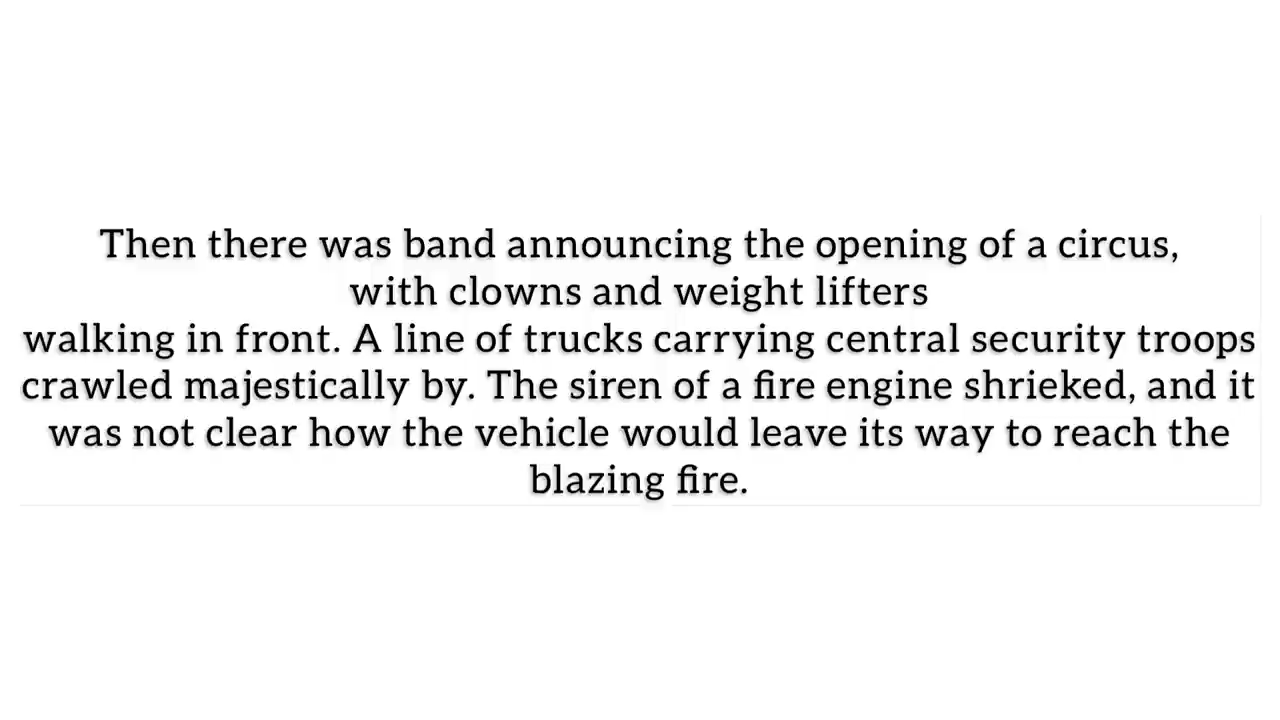 Then there was band announcing the opening of a circus,
with clowns and weight lifters
walking in front. A line of trucks carrying central security troops
crawled majestically by. The siren of a fire engine shrieked, and it
was not clear how the vehicle would leave its way to reach the
blazing fire.